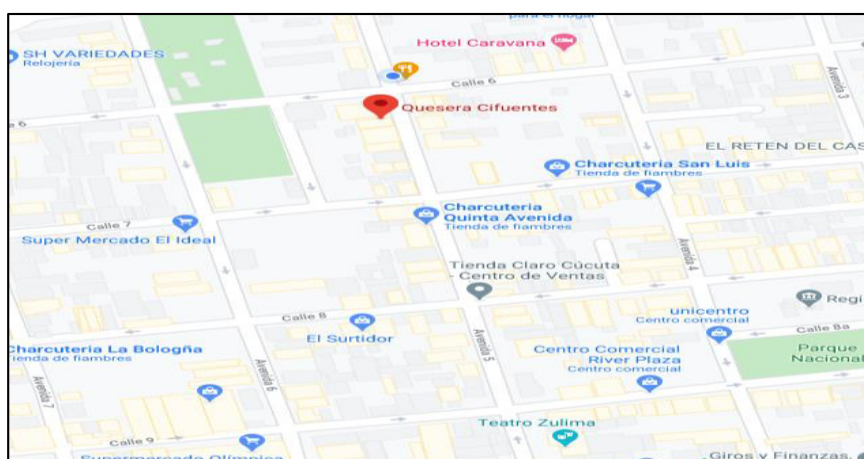 para el hogar
SH VARIEDADES
Relojería
Hotel Caravana
Calle 6
Avenida 3
Quesera Cifuentes
e 6
EL RETEN DEL CAS
Charcuteria San Luis
Tienda de fiambres
Charcuteria
Quinta Avenida
Tienda de fiambres
Calle 7
Super Mercado El Ideal
Avenida 4
Tienda Claro Cúcuta
- Centro de Ventas
Regi
Calle 8
unicentro
Centro comercial
Calle 8a
El Surtidor
Charcuteria La Bologña
Tienda de fiambres
Centro Comercial
River Plaza
Centro comercial
Parque
Nacional
Avenida 7
Avenida 6
Avenida 5
Teatro Zulima
Calle 9
Supermercado Olímpica
Giros y Finanzas,